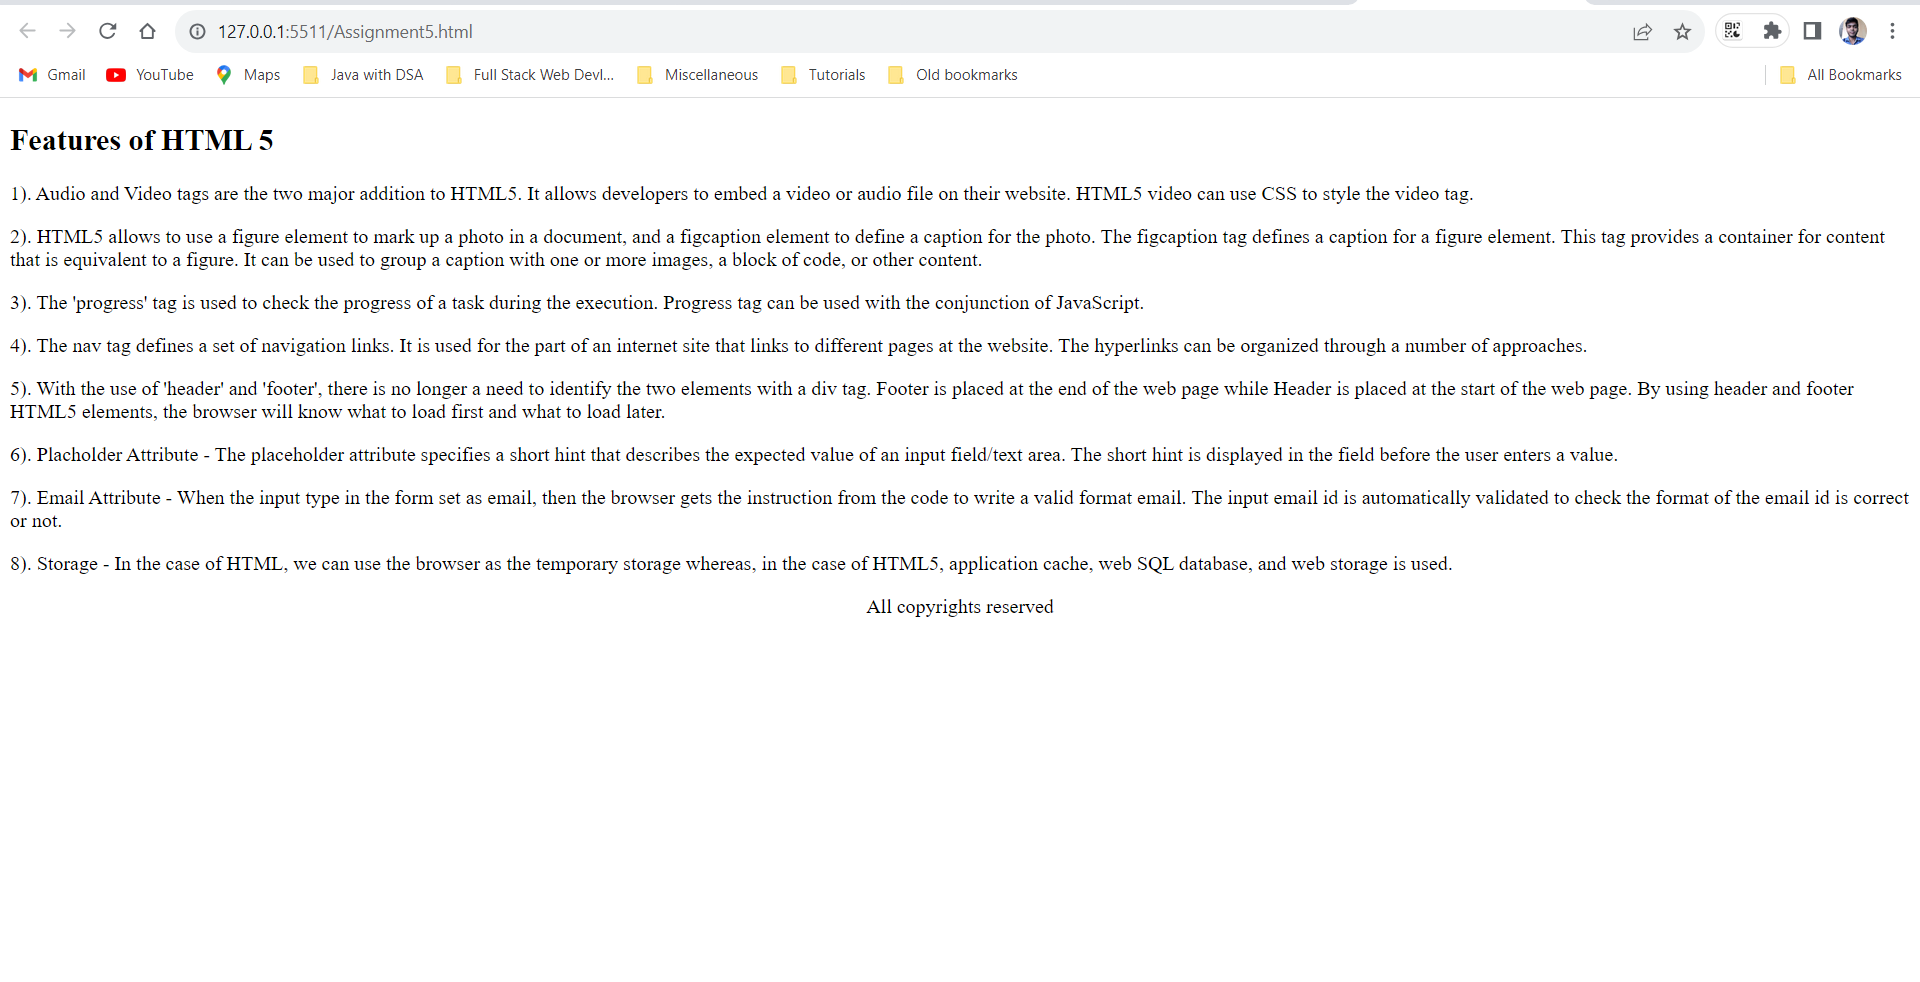 127.0.0.1:5511/Assignment5.html
Gmail YouTube Maps Java with DSA Full Stack Web Devl... Miscellaneous Tutorials Old bookmarks All Bookmarks
Features of HTML 5
1). Audio and Video tags are the two major addition to HTML5. It allows developers to embed a video or audio file on their website. HTML5 video can use CSS to style the video tag.
2). HTML5 allows to use a figure element to mark up a photo in a document, and a figcaption element to define a caption for the photo. The figcaption tag defines a caption for a figure element. This tag provides a container for content
that is equivalent to a figure. It can be used to group a caption with one or more images, a block of code, or other content.
3). The 'progress' tag is used to check the progress of a task during the execution. Progress tag can be used with the conjunction of JavaScript.
4). The nav tag defines a set of navigation links. It is used for the part of an internet site that links to different pages at the website. The hyperlinks can be organized through a number of approaches.
5). With the use of 'header' and 'footer', there is no longer a need to identify the two elements with a div tag. Footer is placed at the end of the web page while Header is placed at the start of the web page. By using header and footer
HTML5 elements, the browser will know what to load first and what to load later.
6). Placholder Attribute - The placeholder attribute specifies a short hint that describes the expected value of an input field/text area. The short hint is displayed in the field before the user enters a value.
7). Email Attribute - When the input type in the form set as email, then the browser gets the instruction from the code to write a valid format email. The input email id is automatically validated to check the format of the email id is correct
or not.
8). Storage - In the case of HTML, we can use the browser as the temporary storage whereas, in the case of HTML5, application cache, web SQL database, and web storage is used.
All copyrights reserved